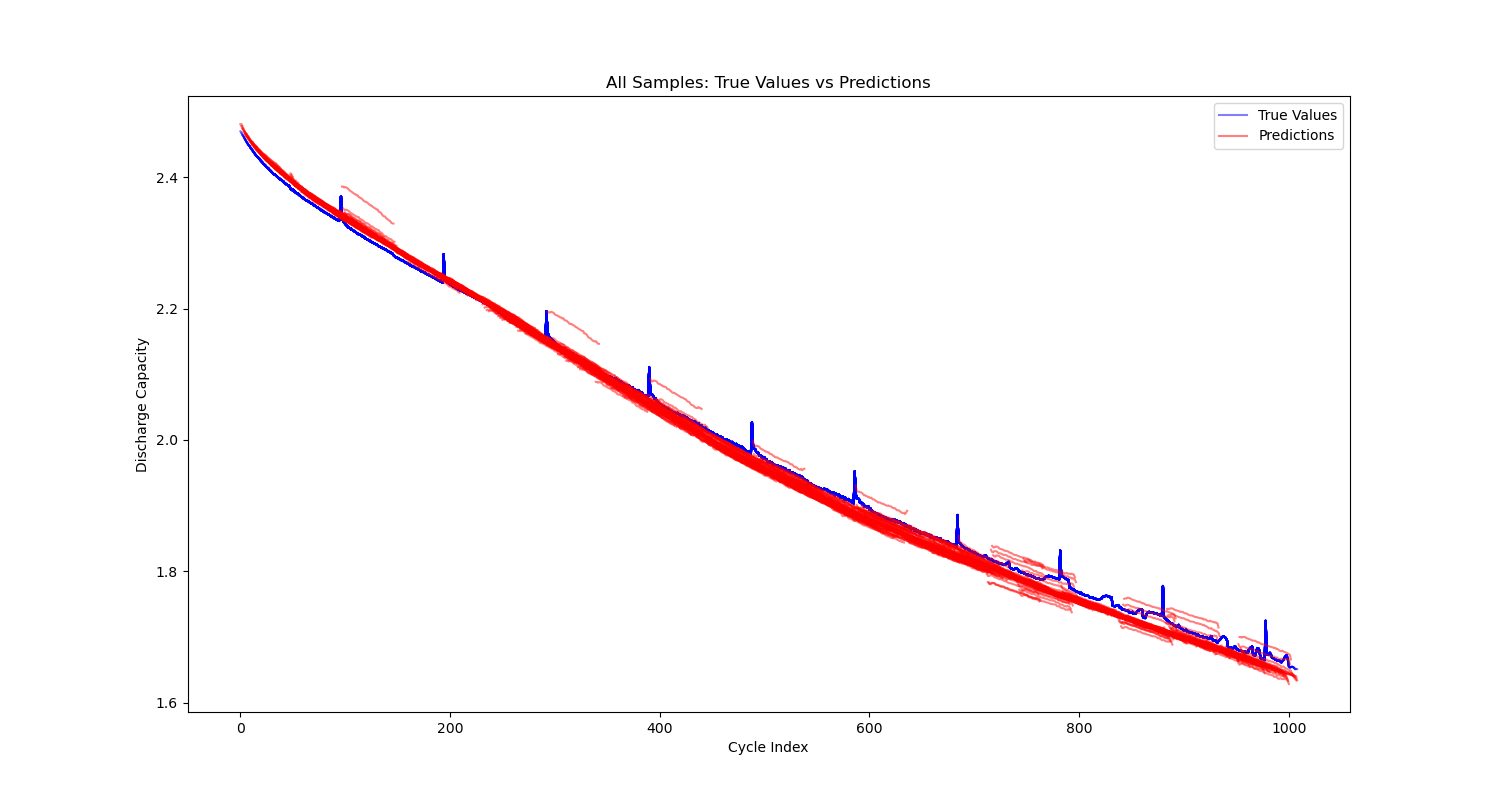 All Samples: True Values vs Predictions
True Values
Predictions
Discharge Capacity
2.4
2.2
2.0
1.8
1.6
0 200 400 600 800 1000
Cycle Index